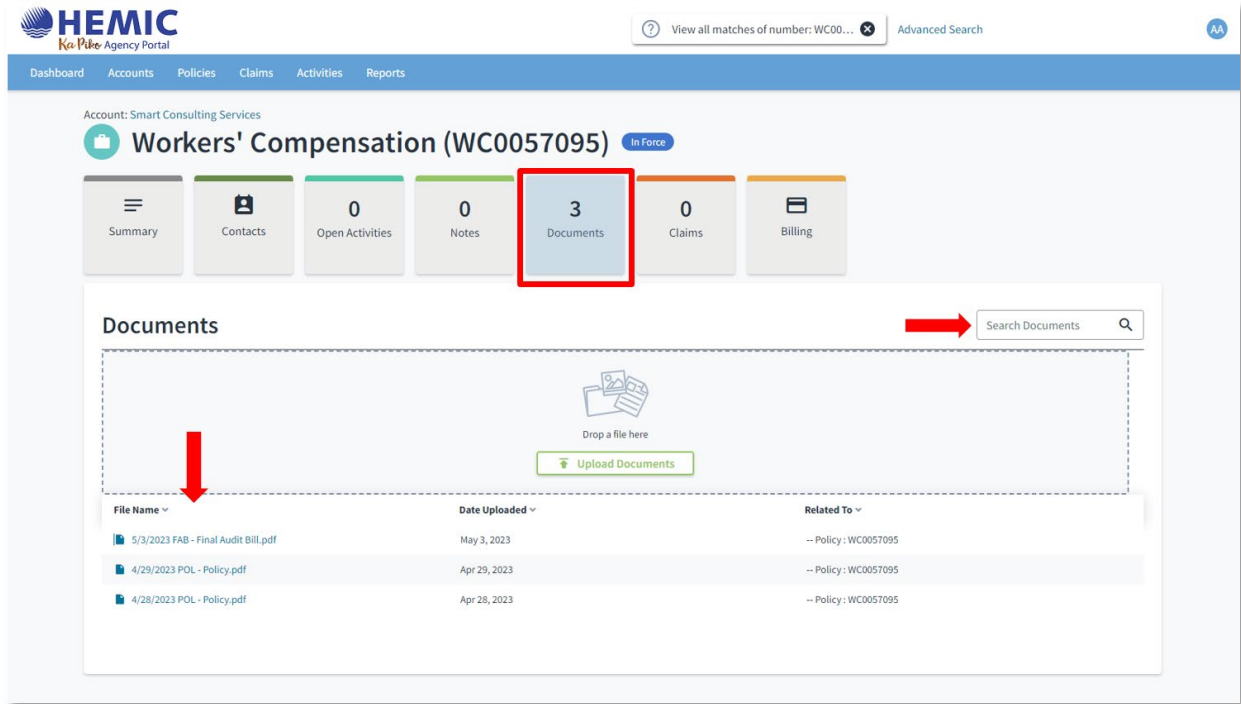 HEMIC
Ka Pike Agency Portal
View all matches of number: WC00...
Advanced Search
AA
Dashboard Accounts Policies Claims Activities Reports
Account: Smart Consulting Services
Workers' Compensation (WC0057095) In Force
Summary
Contacts
0
Open Activities
0
Notes
3
Documents
0
Claims
Billing
Documents
Search Documents
Drop a file here
Upload Documents
File Name Date Uploaded Related To
5/3/2023 FAB - Final Audit Bill.pdf May 3, 2023 -- Policy : WC0057095
4/29/2023 POL - Policy.pdf Apr 29, 2023 -- Policy : WC0057095
4/28/2023 POL - Policy.pdf Apr 28, 2023 -- Policy : WC0057095